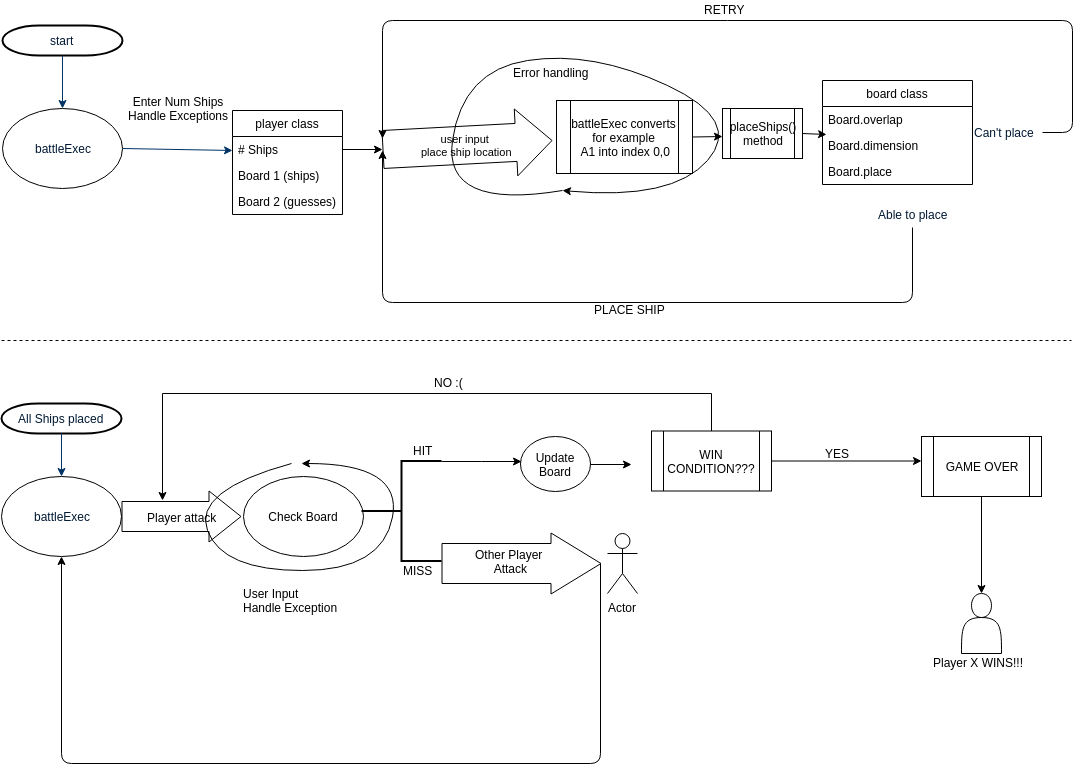 RETRY
start
Error handling
Enter Num Ships
Handle Exceptions
battleExec
player class
# Ships
Board 1 (ships)
Board 2 (guesses)
user input
place ship location
battleExec converts
for example
A1 into index 0,0
placeShips()
method
board class
Board.overlap
Board.dimension
Board.place
Can't place
Able to place
PLACE SHIP
NO :(
All Ships placed
battleExec
Player attack
Check Board
User Input
Handle Exception
HIT
MISS
Update
Board
Other Player
Attack
Actor
WIN
CONDITION???
YES
GAME OVER
Player X WINS!!!